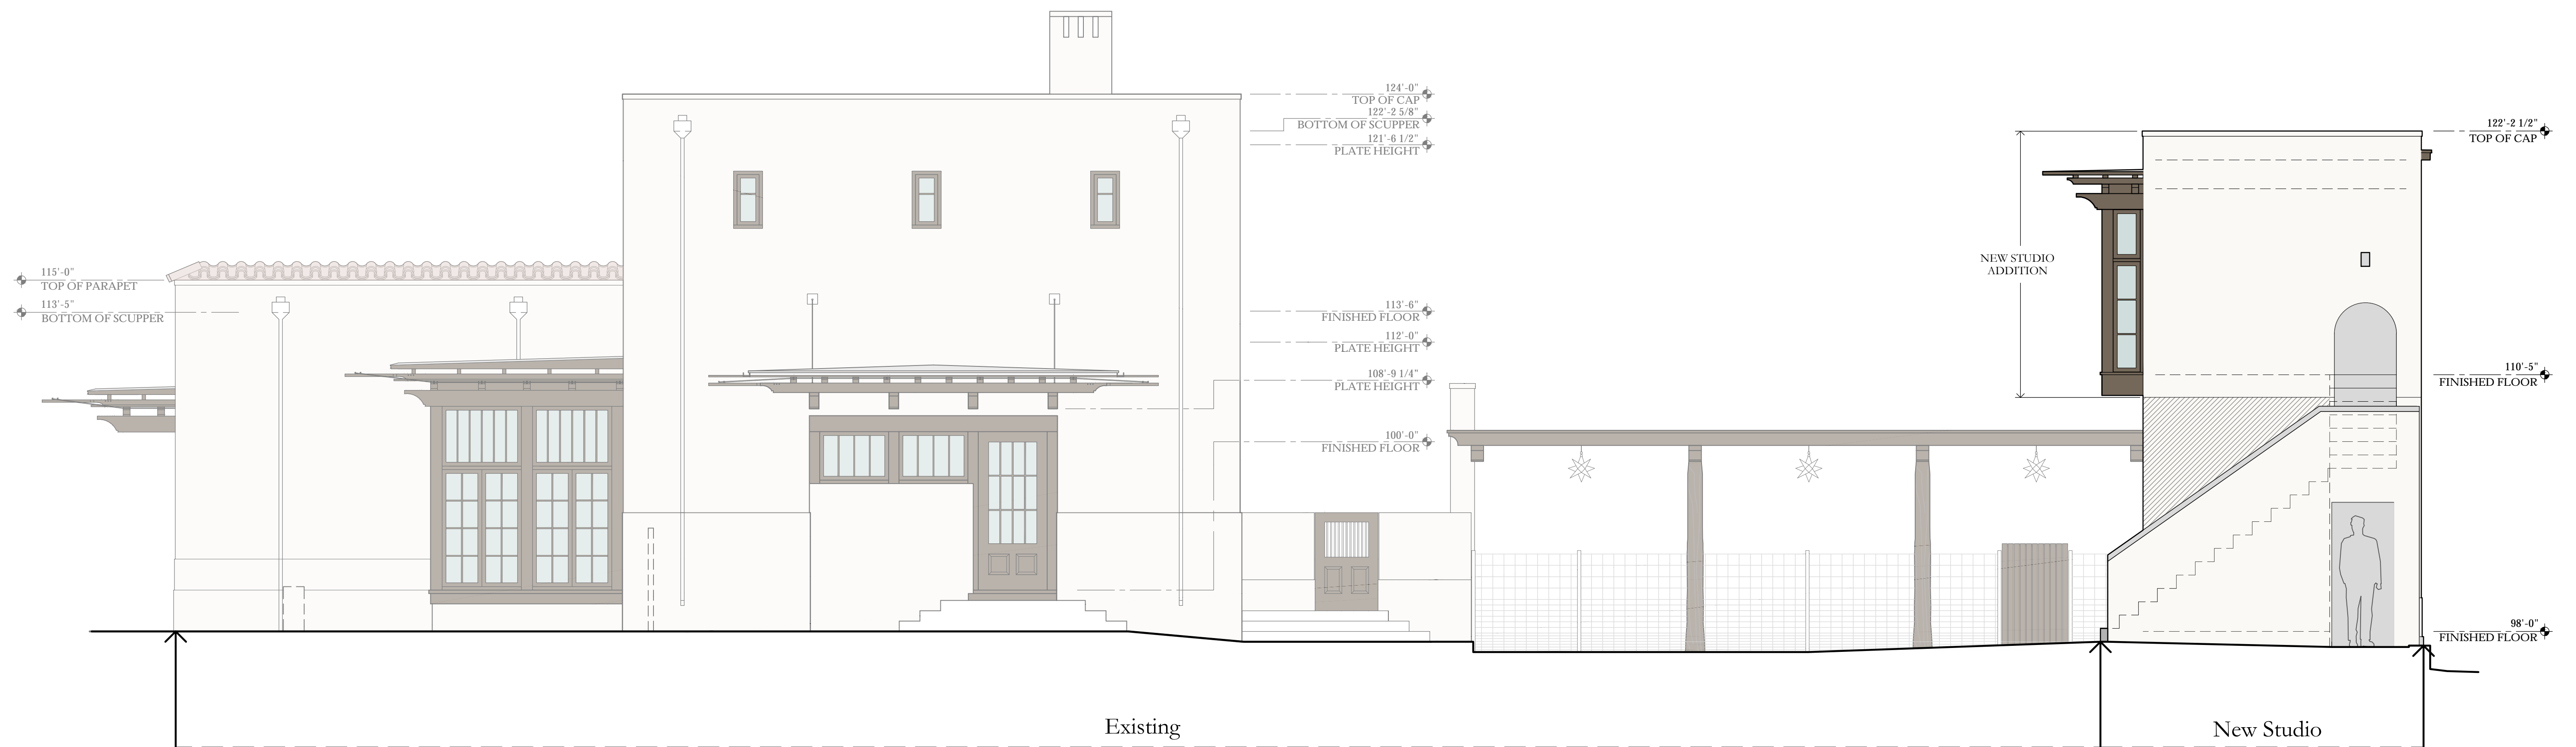 115'-0"
TOP OF PARAPET
113'-5"
BOTTOM OF SCUPPER
124'-0"
TOP OF CAP
122'-2 5/8"
BOTTOM OF SCUPPER
121'-6 1/2"
PLATE HEIGHT
113'-6"
FINISHED FLOOR
112'-0"
PLATE HEIGHT
108'-9 1/4"
PLATE HEIGHT
100'-0"
FINISHED FLOOR
NEW STUDIO
ADDITION
122'-2 1/2"
TOP OF CAP
110'-5"
FINISHED FLOOR
98'-0"
FINISHED FLOOR
Existing
New Studio